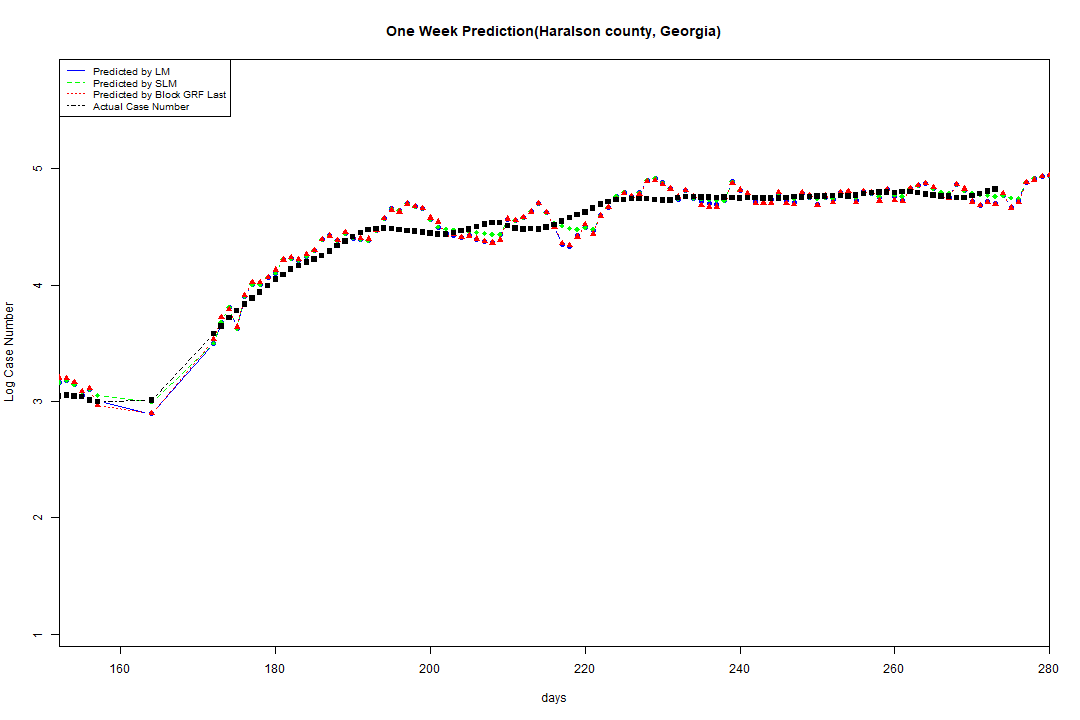 One Week Prediction(Haralson county, Georgia)
Predicted by LM
Predicted by SLM
Predicted by Block GRF Last
Actual Case Number
5
4
3
2
1
Log Case Number
160 180 200 220 240 260 280
days